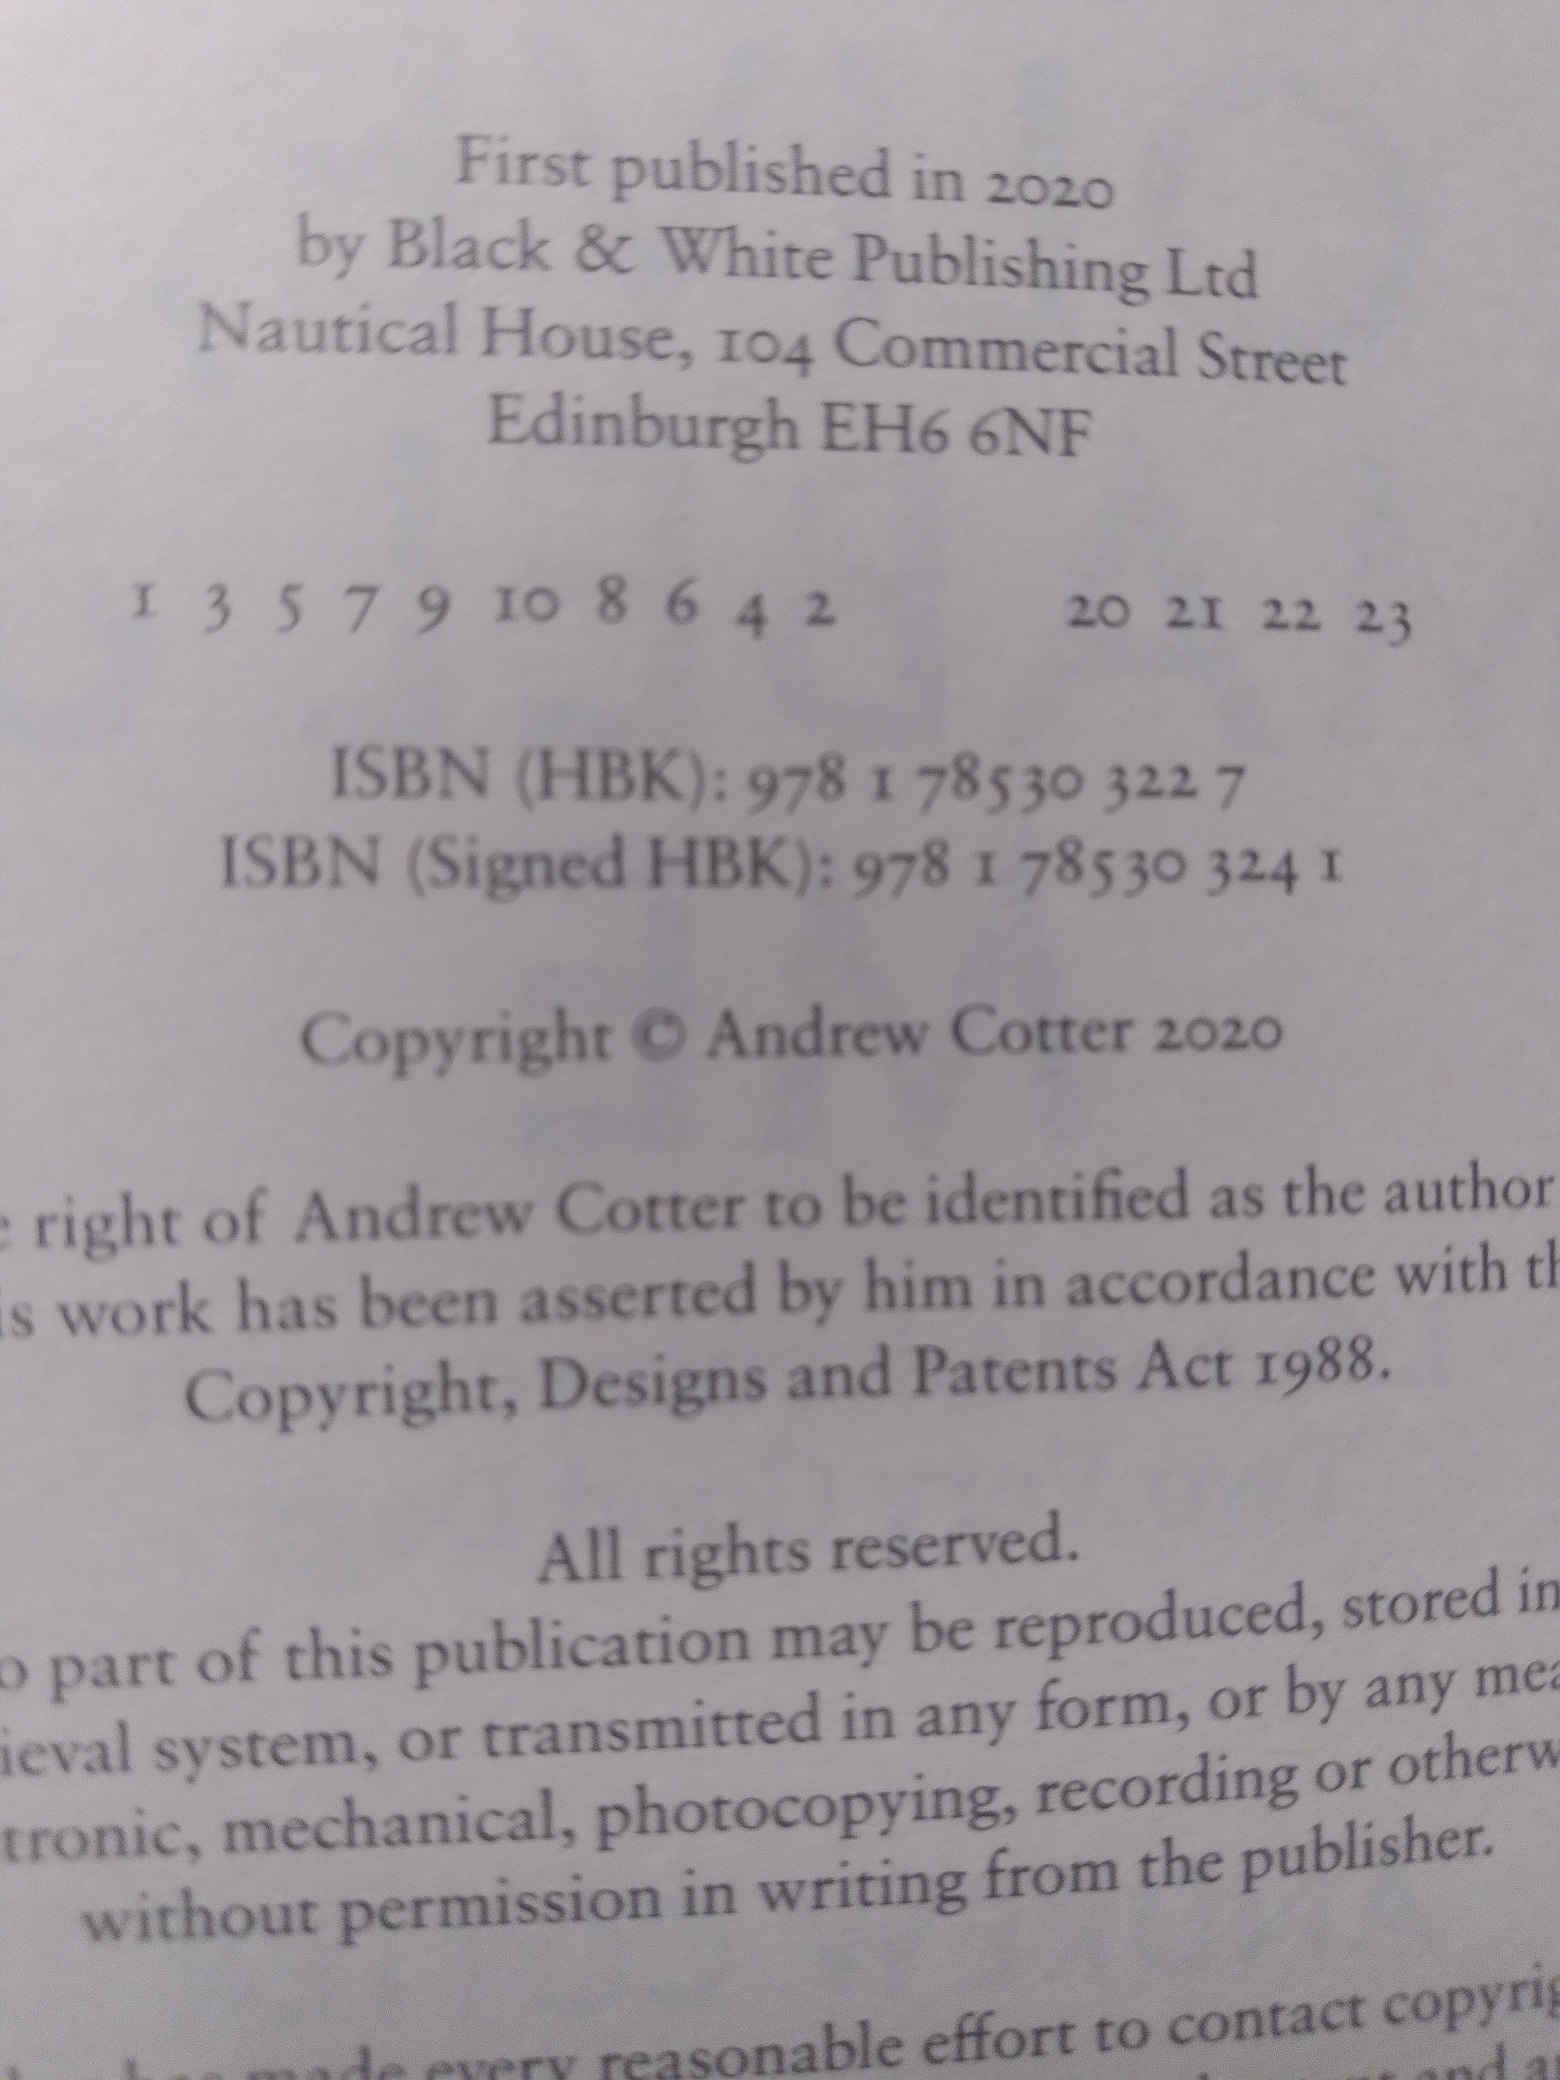 First published in 2020
by Black & White Publishing Ltd
Nautical House, 104 Commercial Street
Edinburgh EH6 6NF
1 3 5 7 9 10 8 6 4 2 20 21 22 23
ISBN (HBK): 978 1 78530 322 7
ISBN (Signed HBK): 978 1 78530 324 1
Copyright © Andrew Cotter 2020
right of Andrew Cotter to be identified as the author
work has been asserted by him in accordance with
Copyright, Designs and Patents Act 1988.
All rights reserved.
part of this publication may be reproduced, stored in
ieval system, or transmitted in any form, or by any mea
tronic, mechanical, photocopying, recording or otherw
without permission in writing from the publisher.
made every reasonable effort to contact copyrig
and